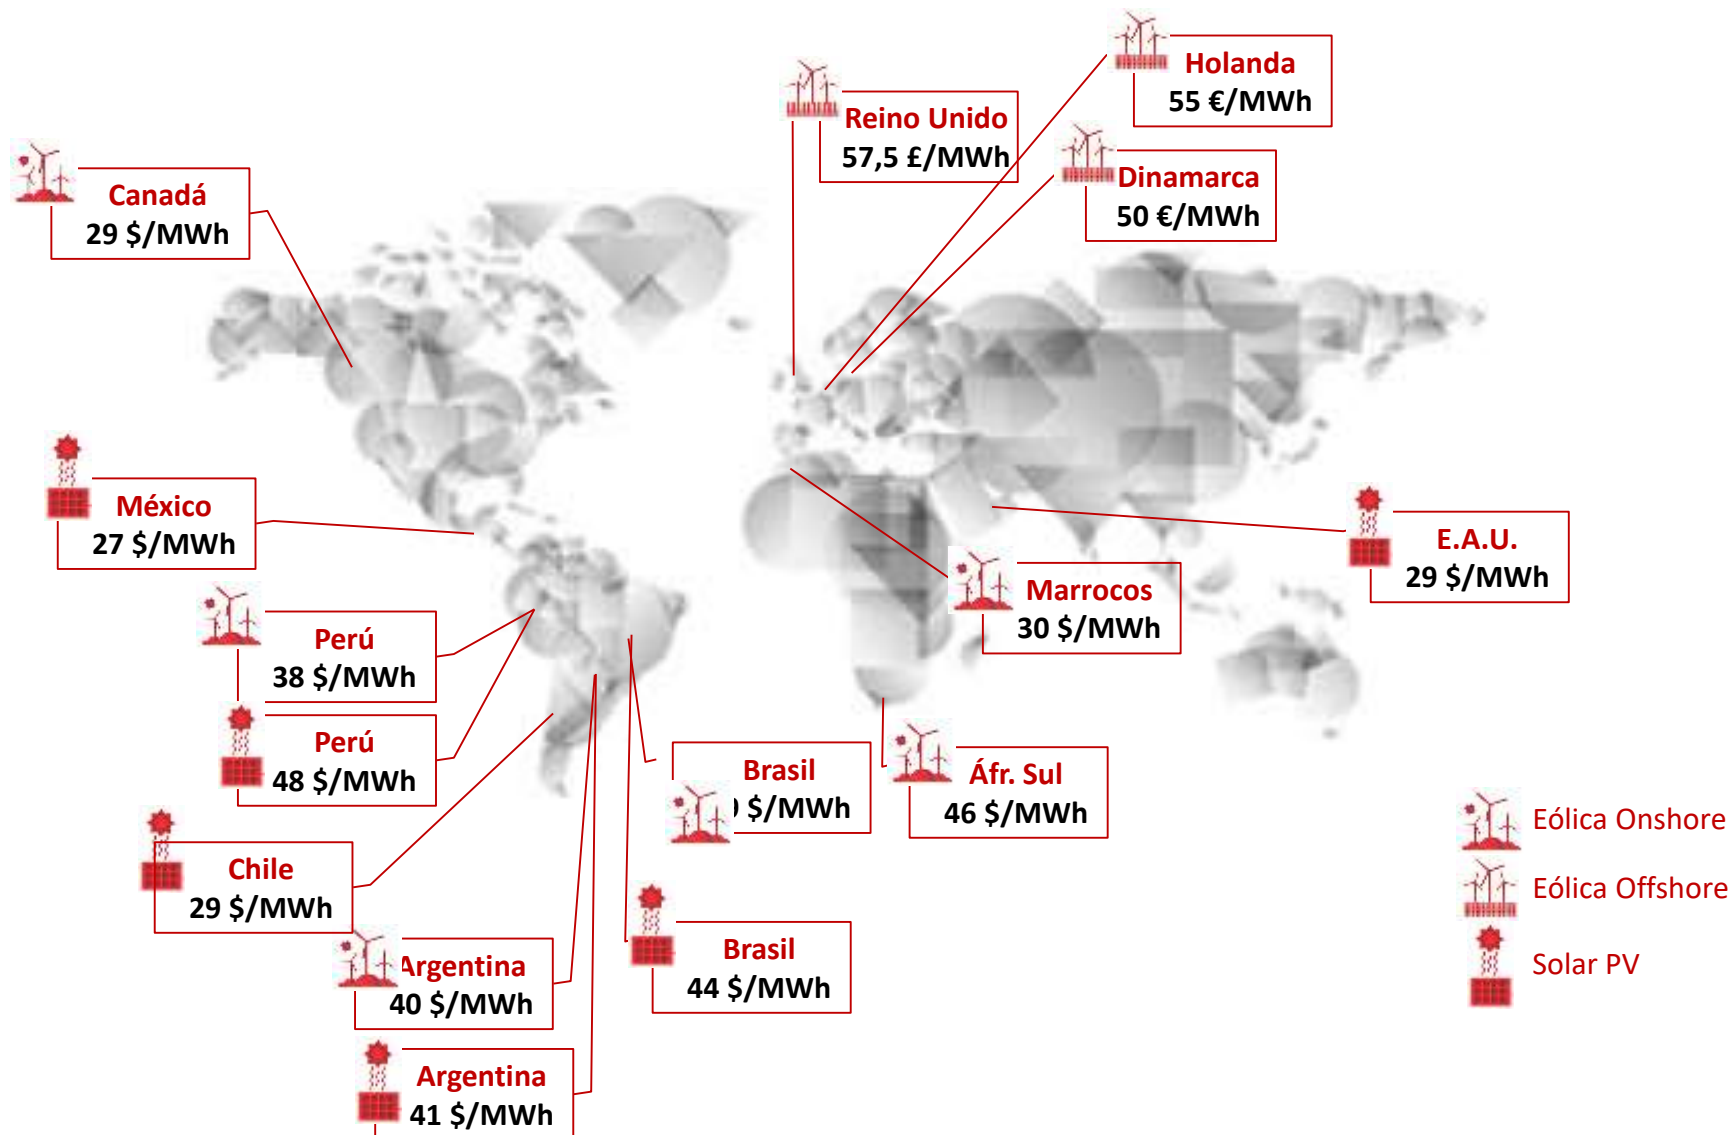 Holanda
55 €/MWh
Reino Unido
57,5 £/MWh
Dinamarca
50 €/MWh
Canadá
29 $/MWh
México
27 $/MWh
E.A.U.
29 $/MWh
Marrocos
30 $/MWh
Perú
38 $/MWh
Perú
48 $/MWh
Brasil
$/MWh
Áfr. Sul
46 $/MWh
Chile
29 $/MWh
Argentina
40 $/MWh
Brasil
44 $/MWh
Argentina
41 $/MWh
Eólica Onshore
Eólica Offshore
Solar PV